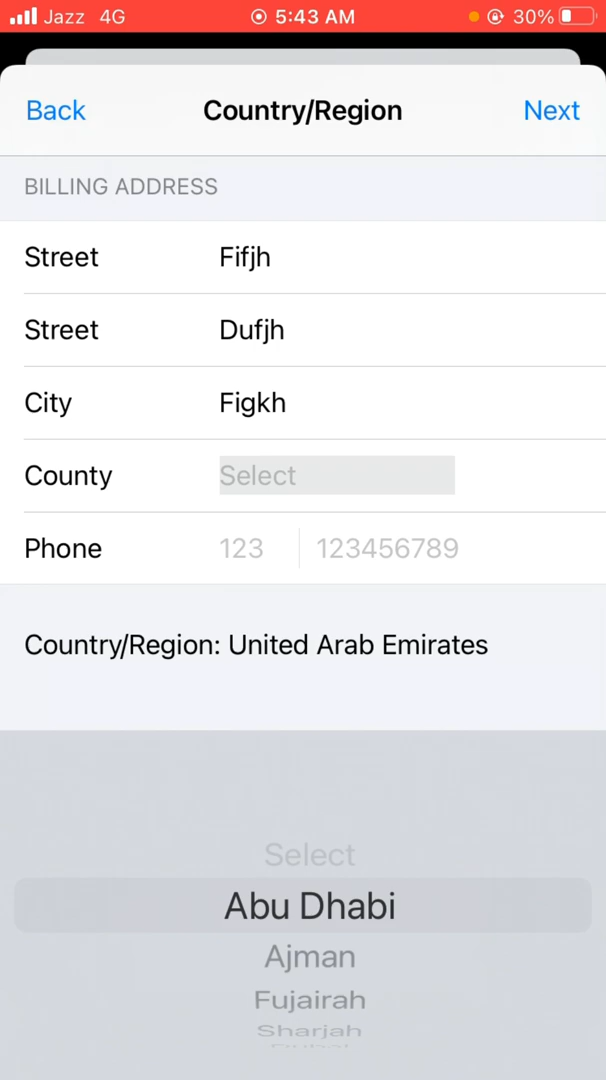 Jazz 4G 5:43 AM 30%
Back Country/Region Next
BILLING ADDRESS
Street Fifjh
Street Dufjh
City Figkh
County Select
Phone 123 123456789
Country/Region: United Arab Emirates
Select
Abu Dhabi
Ajman
Fujairah
Sharjah